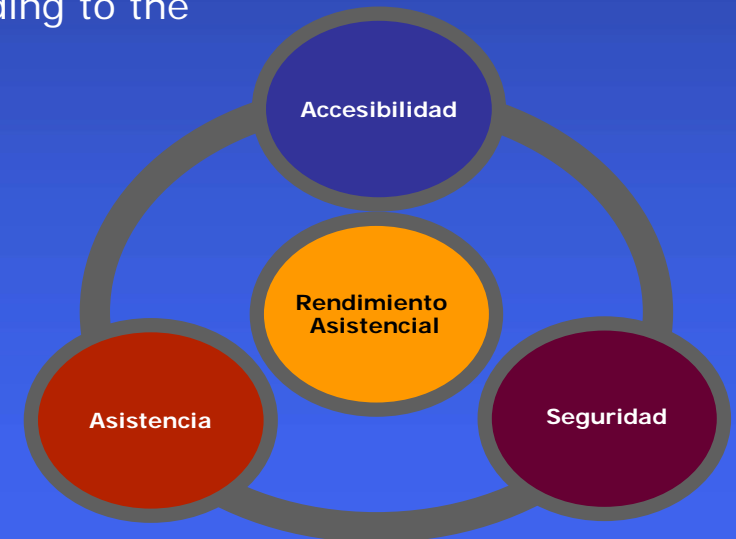 ding to the
Accesibilidad
Rendimiento
Asistencial
Asistencia
Seguridad